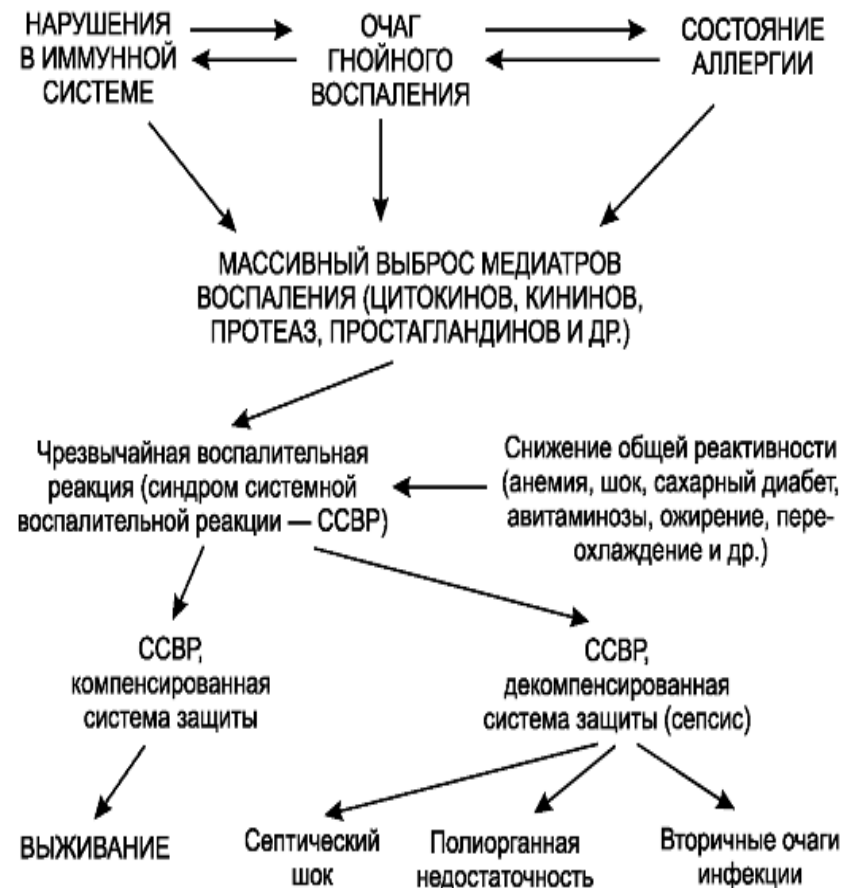 НАРУШЕНИЯ
В ИММУННОЙ
СИСТЕМЕ
ОЧАГ
ГНОЙНОГО
ВОСПАЛЕНИЯ
СОСТОЯНИЕ
АЛЛЕРГИИ
МАССИВНЫЙ ВЫБРОС МЕДИАТРОВ
ВОСПАЛЕНИЯ (ЦИТОКИНОВ, КИНИНОВ,
ПРОТЕАЗ, ПРОСТАГЛАНДИНОВ И ДР.)
Чрезвычайная воспалительная
реакция (синдром системной
воспалительной реакции — ССВР)
Снижение общей реактивности
(анемия, шок, сахарный диабет,
авитаминозы, ожирение, пере-
охлаждение и др.)
ССВР,
компенсированная
система защиты
ССВР,
декомпенсированная
система защиты (сепсис)
ВЫЖИВАНИЕ
Септический
шок
Полиорганная
недостаточность
Вторичные очаги
инфекции